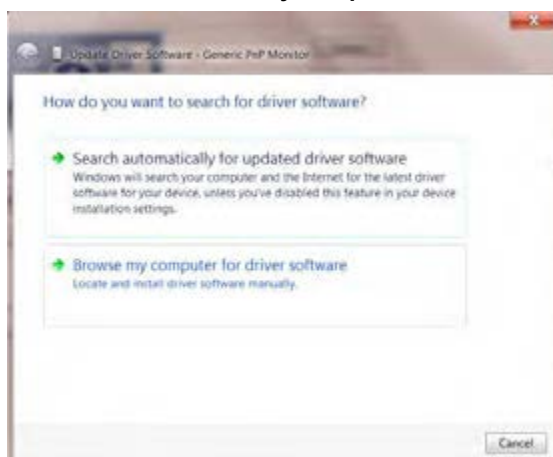 Update Driver Software - Generic PnP Monitor
How do you want to search for driver software?
Search automatically for updated driver software
Windows will search your computer and the Internet for the latest driver
software for your device, unless you've disabled this feature in your device
installation settings.
Browse my computer for driver software
Locate and install driver software manually.
Cancel